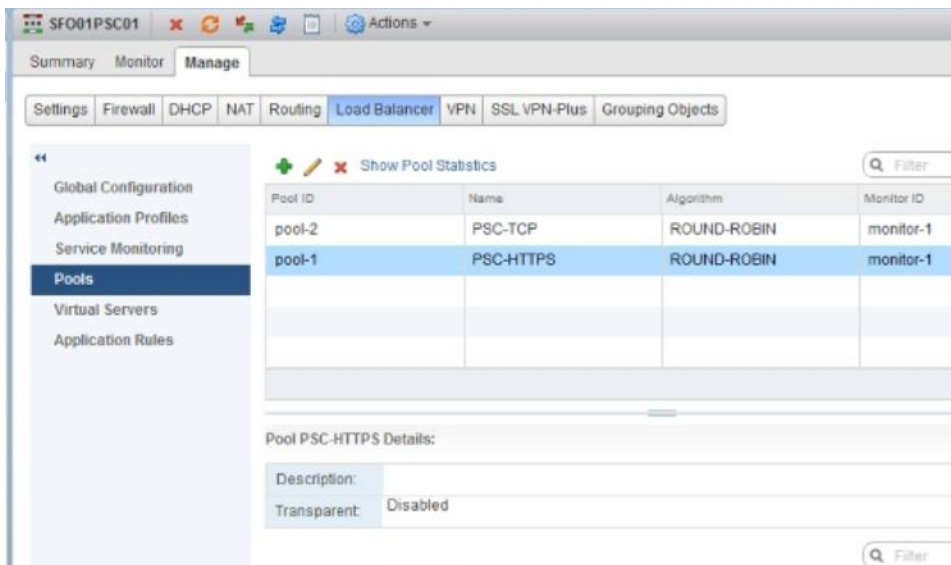 SFO01PSC01 Actions
Summary Monitor Manage
Settings Firewall DHCP NAT Routing Load Balancer VPN SSL VPN-Plus Grouping Objects
Global Configuration
Application Profiles
Service Monitoring
Pools
Virtual Servers
Application Rules
Show Pool Statistics Filter
Pool ID Name Algorithm Monitor ID
pool-2 PSC-TCP ROUND-ROBIN monitor-1
pool-1 PSC-HTTPS ROUND-ROBIN monitor-1
Pool PSC-HTTPS Details:
Description:
Transparent: Disabled
Filter